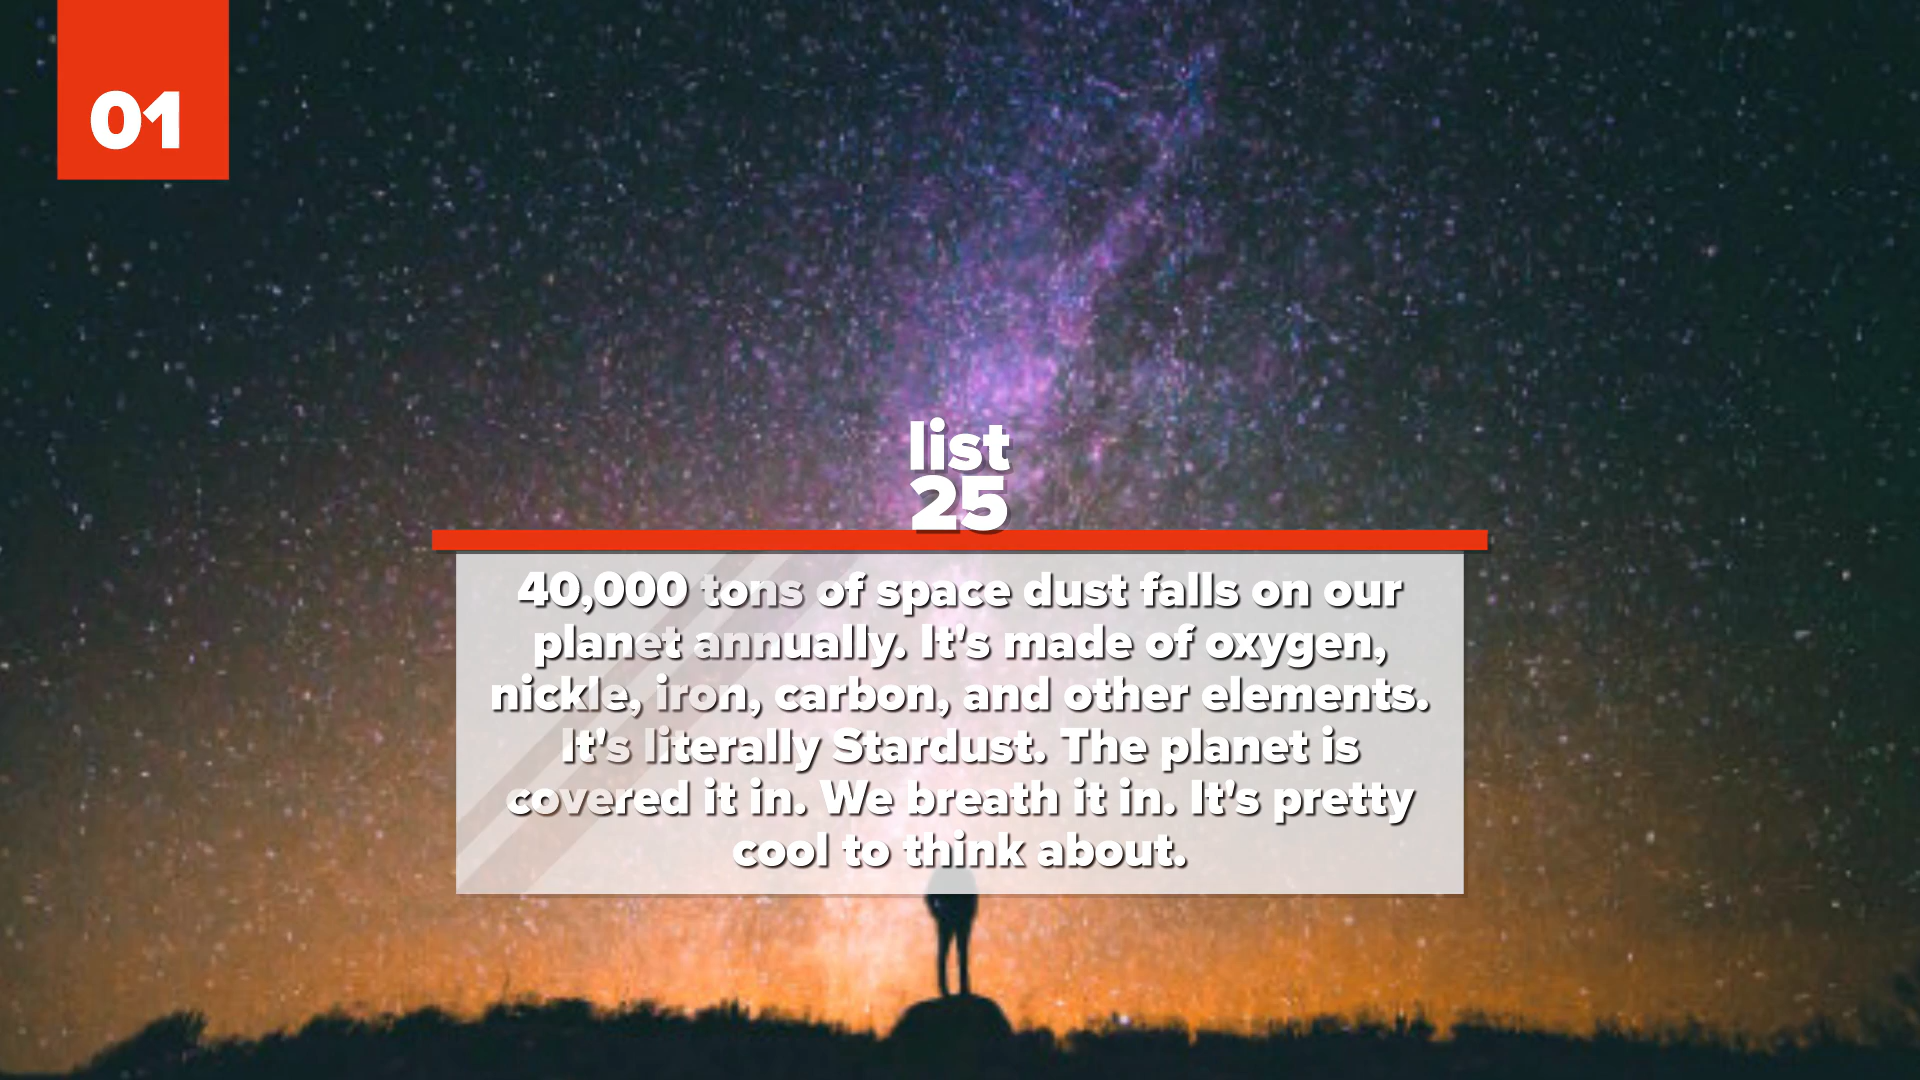 01
list
25
40,000 tons of space dust falls on our
planet annually. It's made of oxygen,
nickle, iron, carbon, and other elements.
It's literally Stardust. The planet is
covered it in. We breath it in. It's pretty
cool to think about.